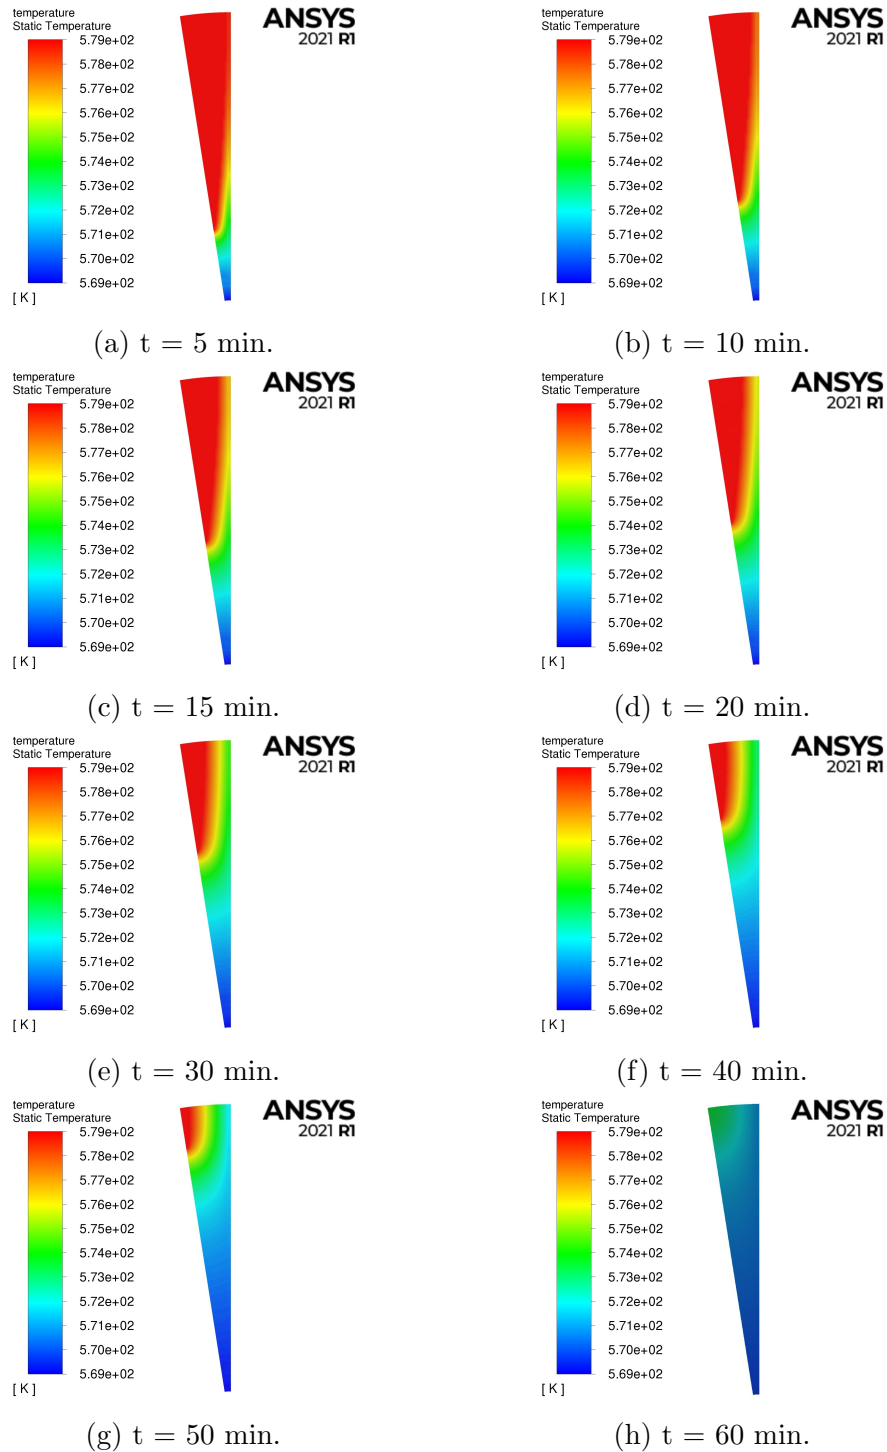 temperature
Static Temperature
5.79e+02
5.78e+02
5.77e+02
5.76e+02
5.75e+02
5.74e+02
5.73e+02
5.72e+02
5.71e+02
5.70e+02
5.69e+02
[ K ]
ANSYS
2021 R1
(a) t = 5 min.
temperature
Static Temperature
5.79e+02
5.78e+02
5.77e+02
5.76e+02
5.75e+02
5.74e+02
5.73e+02
5.72e+02
5.71e+02
5.70e+02
5.69e+02
[ K ]
ANSYS
2021 R1
(b) t = 10 min.
temperature
Static Temperature
5.79e+02
5.78e+02
5.77e+02
5.76e+02
5.75e+02
5.74e+02
5.73e+02
5.72e+02
5.71e+02
5.70e+02
5.69e+02
[ K ]
ANSYS
2021 R1
(c) t = 15 min.
temperature
Static Temperature
5.79e+02
5.78e+02
5.77e+02
5.76e+02
5.75e+02
5.74e+02
5.73e+02
5.72e+02
5.71e+02
5.70e+02
5.69e+02
[ K ]
ANSYS
2021 R1
(d) t = 20 min.
temperature
Static Temperature
5.79e+02
5.78e+02
5.77e+02
5.76e+02
5.75e+02
5.74e+02
5.73e+02
5.72e+02
5.71e+02
5.70e+02
5.69e+02
[ K ]
ANSYS
2021 R1
(e) t = 30 min.
temperature
Static Temperature
5.79e+02
5.78e+02
5.77e+02
5.76e+02
5.75e+02
5.74e+02
5.73e+02
5.72e+02
5.71e+02
5.70e+02
5.69e+02
[ K ]
ANSYS
2021 R1
(f) t = 40 min.
temperature
Static Temperature
5.79e+02
5.78e+02
5.77e+02
5.76e+02
5.75e+02
5.74e+02
5.73e+02
5.72e+02
5.71e+02
5.70e+02
5.69e+02
[ K ]
ANSYS
2021 R1
(g) t = 50 min.
temperature
Static Temperature
5.79e+02
5.78e+02
5.77e+02
5.76e+02
5.75e+02
5.74e+02
5.73e+02
5.72e+02
5.71e+02
5.70e+02
5.69e+02
[ K ]
ANSYS
2021 R1
(h) t = 60 min.